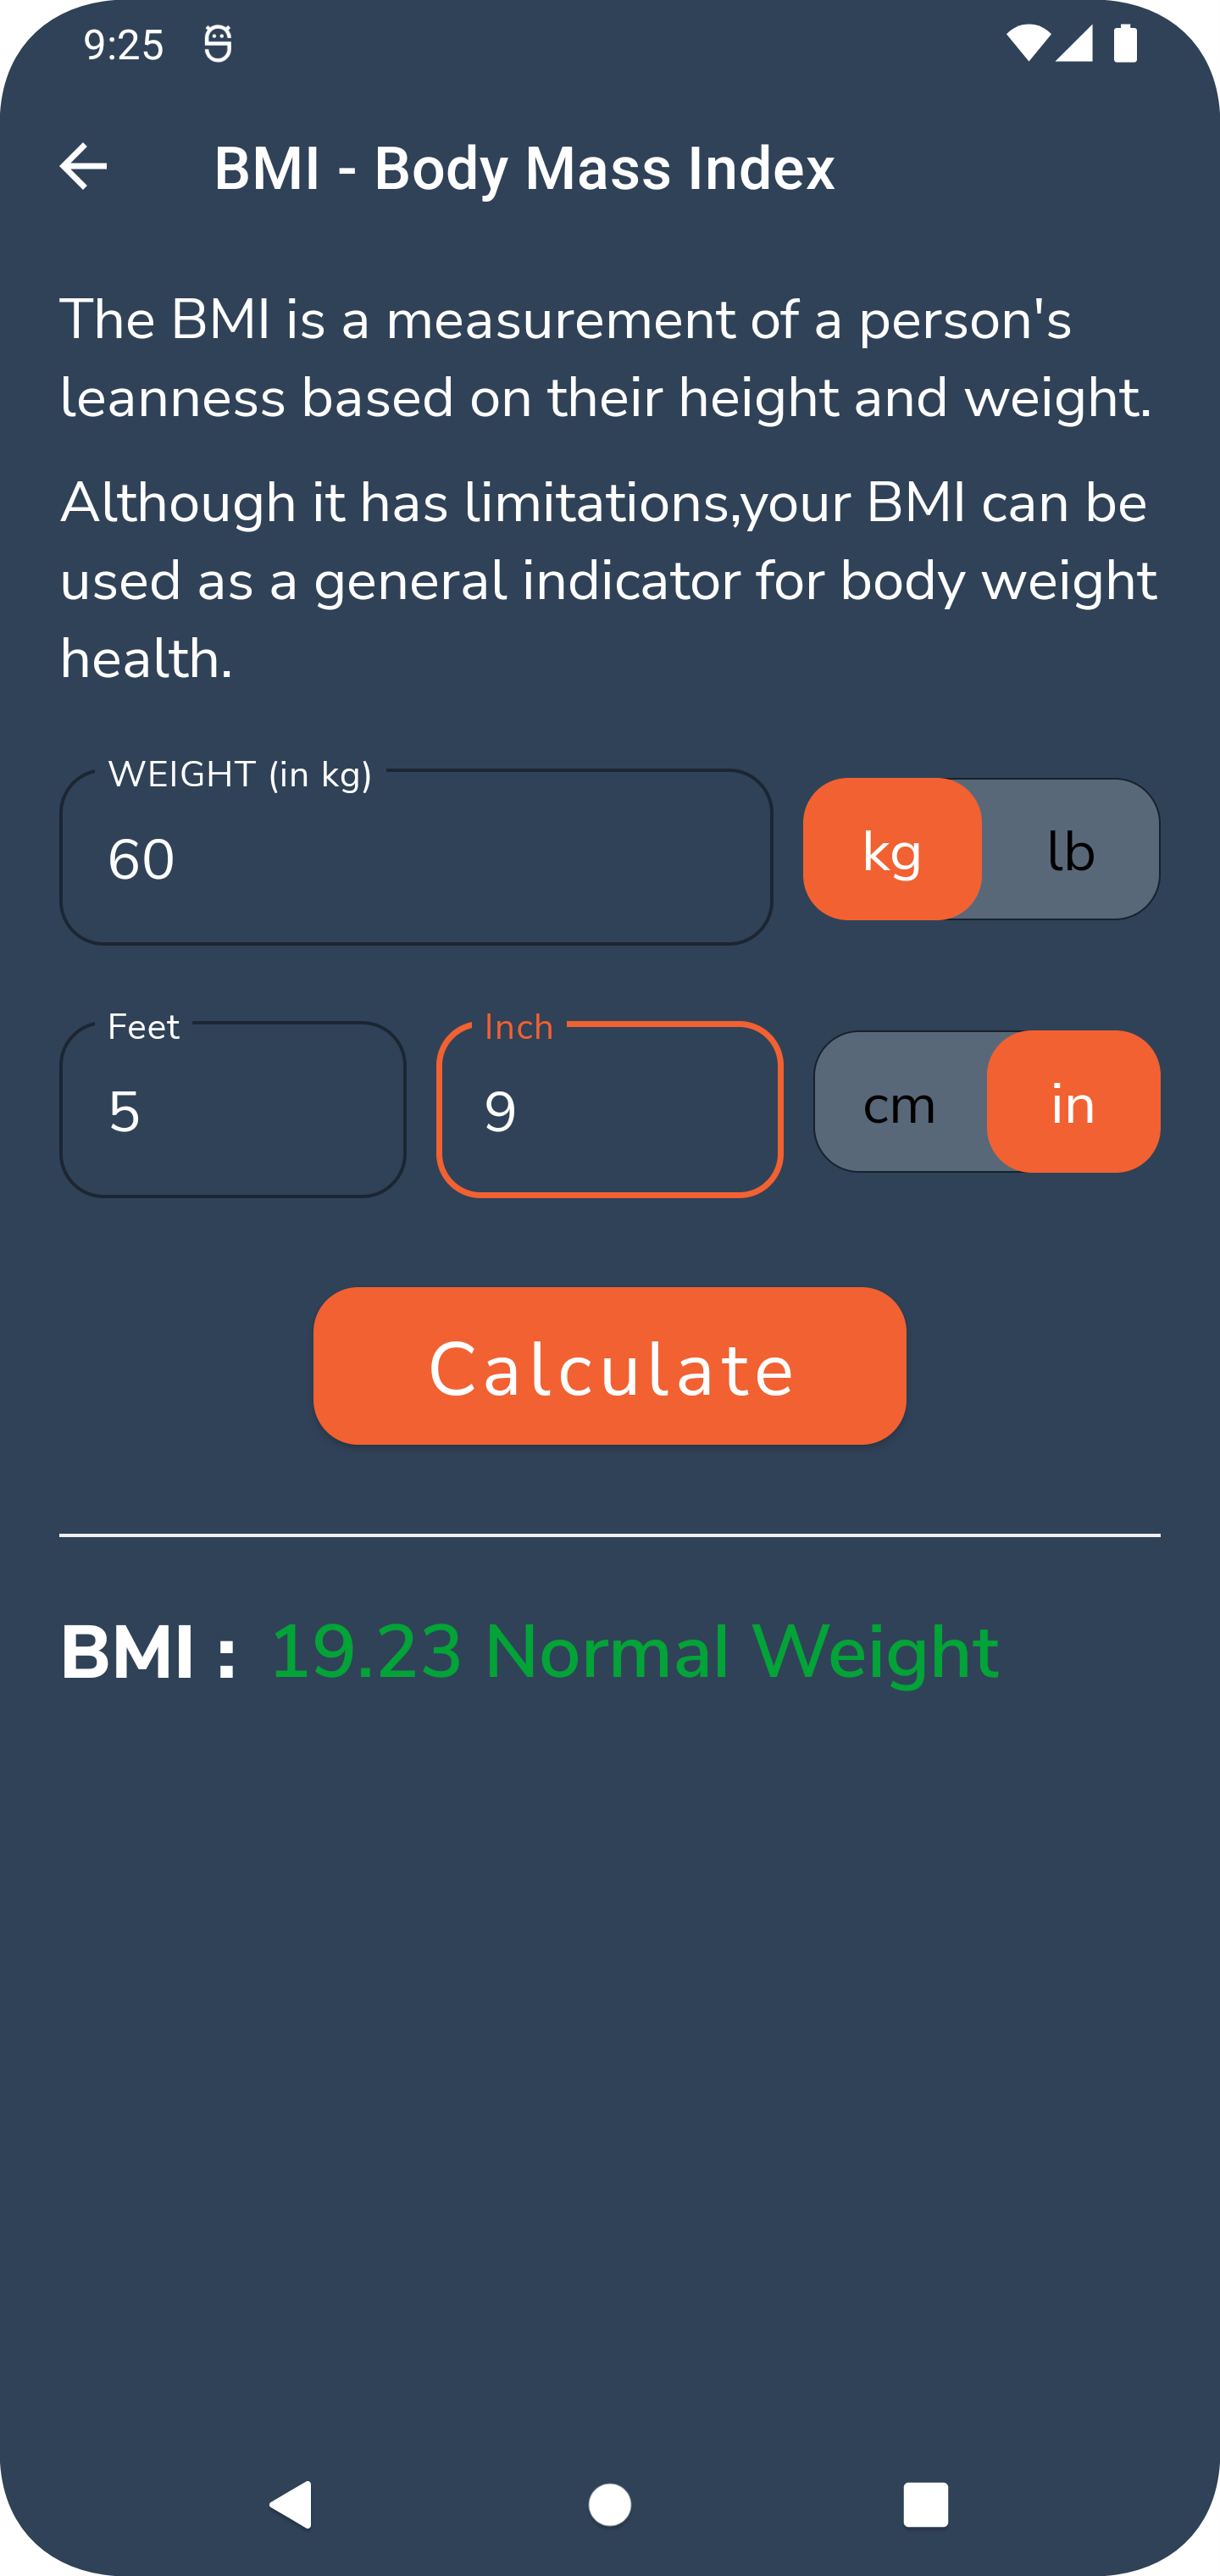 9:25
BMI - Body Mass Index
The BMI is a measurement of a person's
leanness based on their height and weight.
Although it has limitations,your BMI can be
used as a general indicator for body weight
health.
WEIGHT (in kg)
60
kg
lb
Feet
5
Inch
9
cm
in
Calculate
BMI : 19.23 Normal Weight